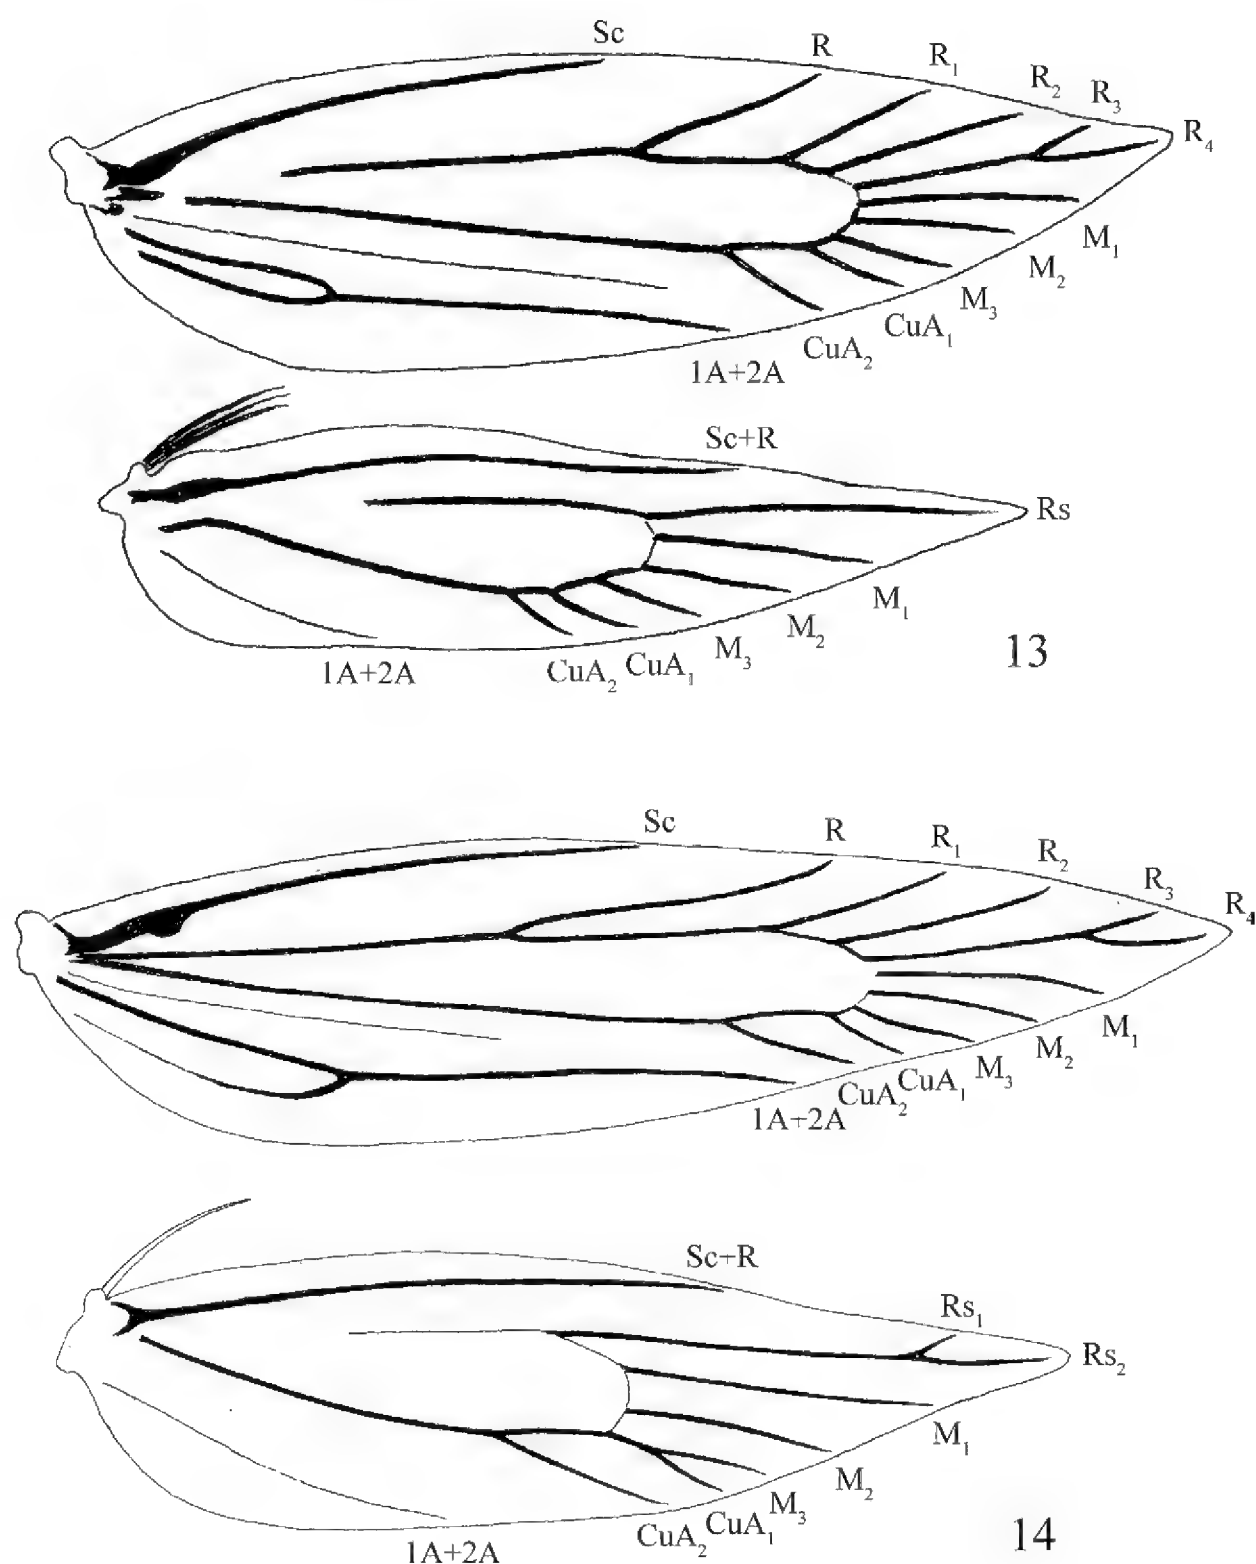 Sc
R
R₁
R₂
R₃
R₄
M₁
M₂
M₃
CuA₁
CuA₂
1A+2A
Sc+R
Rs
M₁
M₂
M₃
CuA₁
CuA₂
1A+2A
13
Sc
R
R₁
R₂
R₃
R₄
M₁
M₂
M₃
CuA₁
CuA₂
1A+2A
Sc+R
Rs₁
Rs₂
M₁
M₂
M₃
CuA₁
CuA₂
1A+2A
14